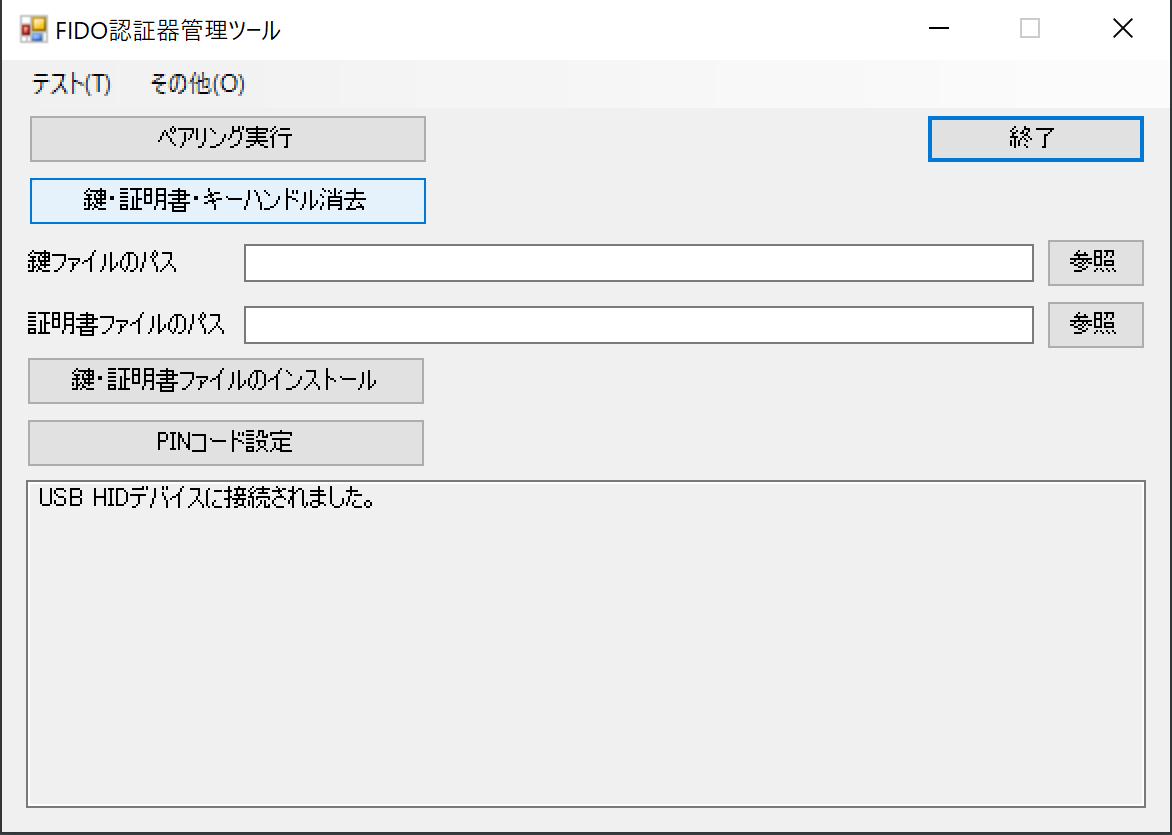 FIDO認証器管理ツール
テスト(T) その他(O)
ペアリング実行 終了
鍵・証明書・キーハンドル消去
鍵ファイルのパス 参照
証明書ファイルのパス 参照
鍵・証明書ファイルのインストール
PINコード設定
USB HIDデバイスに接続されました。